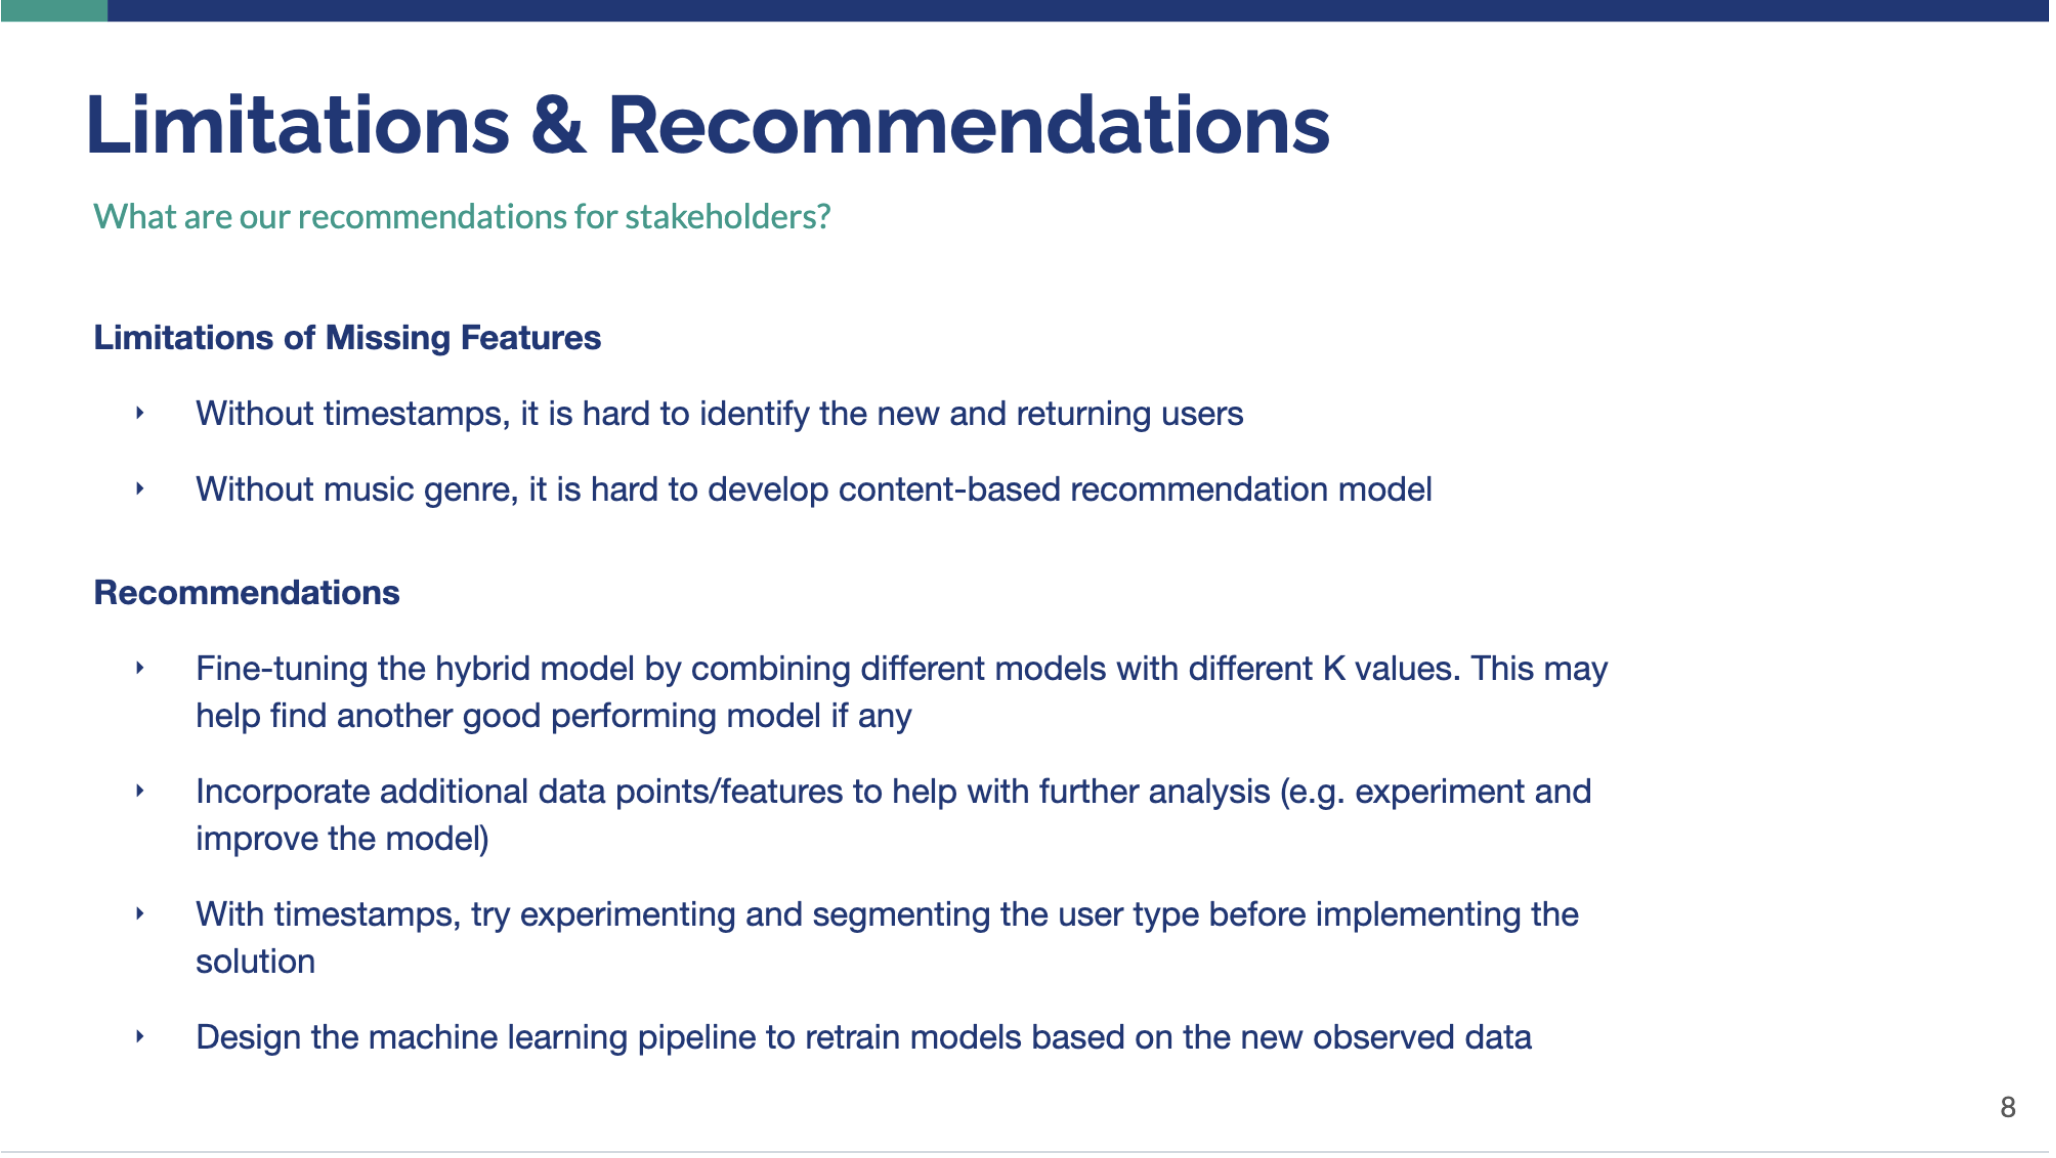 Limitations & Recommendations
What are our recommendations for stakeholders?
Limitations of Missing Features
‣ Without timestamps, it is hard to identify the new and returning users
‣ Without music genre, it is hard to develop content-based recommendation model
Recommendations
‣ Fine-tuning the hybrid model by combining different models with different K values. This may
help find another good performing model if any
‣ Incorporate additional data points/features to help with further analysis (e.g. experiment and
improve the model)
‣ With timestamps, try experimenting and segmenting the user type before implementing the
solution
‣ Design the machine learning pipeline to retrain models based on the new observed data
8